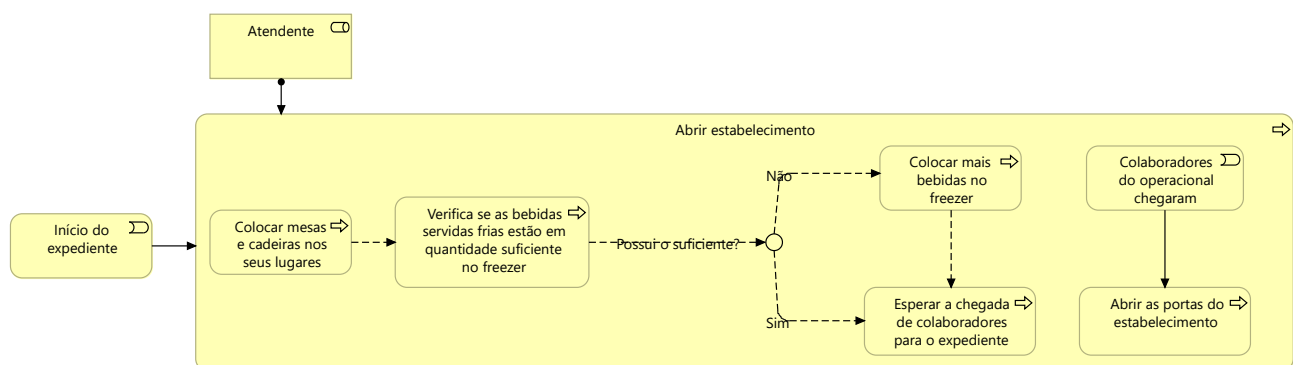 Atendente
Abrir estabelecimento
Início do
expediente
Colocar mesas
e cadeiras nos
seus lugares
Verifica se as bebidas
servidas frias estão em
quantidade suficiente
no freezer
Possui o suficiente?
Não
Sim
Colocar mais
bebidas no
freezer
Esperar a chegada
de colaboradores
para o expediente
Colaboradores
do operacional
chegaram
Abrir as portas do
estabelecimento